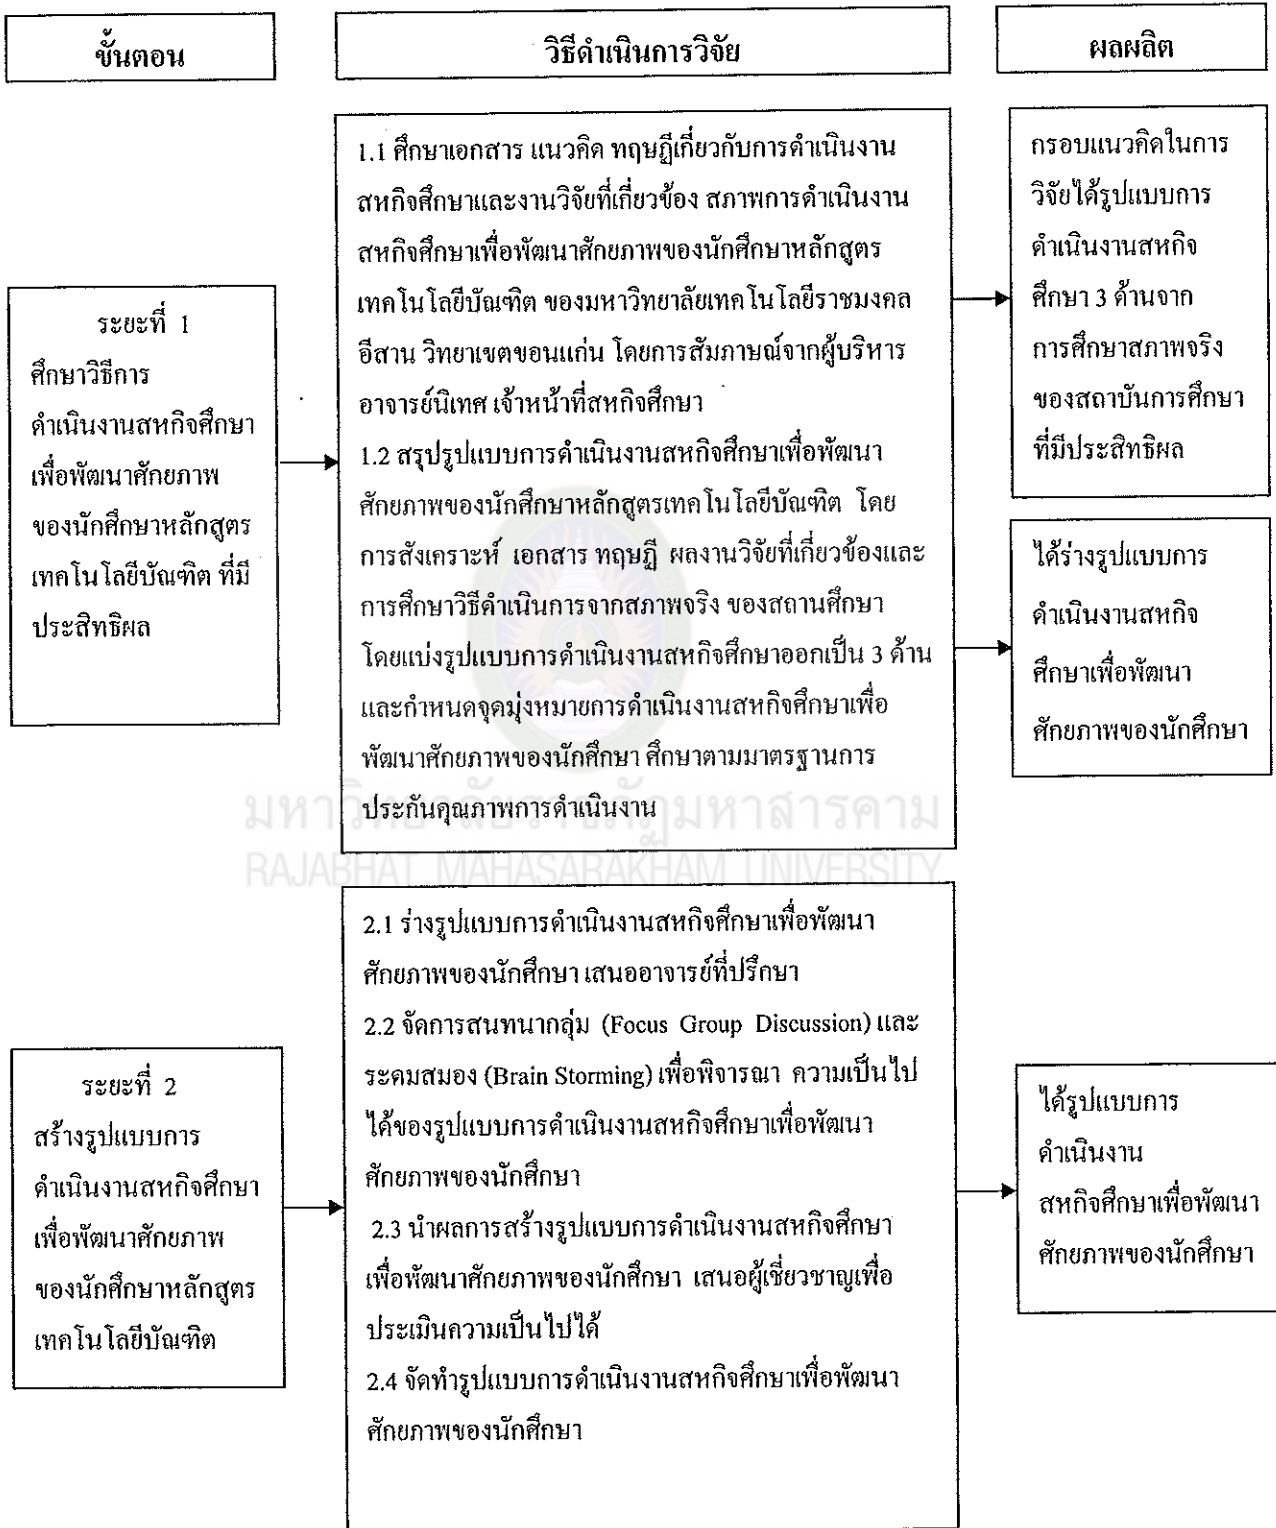 ขั้นตอน
วิธีดำเนินการวิจัย
ผลผลิต
ระยะที่ 1
ศึกษาวิธีการ
ดำเนินงานสหกิจศึกษา
เพื่อพัฒนาศักยภาพ
ของนักศึกษาหลักสูตร
เทคโนโลยีบัณฑิต ที่มี
ประสิทธิผล
1.1 ศึกษาเอกสาร แนวคิด ทฤษฎีเกี่ยวกับการดำเนินงาน
สหกิจศึกษาและงานวิจัยที่เกี่ยวข้อง สภาพการดำเนินงาน
สหกิจศึกษาเพื่อพัฒนาศักยภาพของนักศึกษาหลักสูตร
เทคโนโลยีบัณฑิต ของมหาวิทยาลัยเทคโนโลยีราชมงคล
อีสาน วิทยาเขตขอนแก่น โดยการสัมภาษณ์จากผู้บริหาร
อาจารย์นิเทศ เจ้าหน้าที่สหกิจศึกษา
1.2 สรุปรูปแบบการดำเนินงานสหกิจศึกษาเพื่อพัฒนา
ศักยภาพของนักศึกษาหลักสูตรเทคโนโลยีบัณฑิต โดย
การสังเคราะห์ เอกสาร ทฤษฎี ผลงานวิจัยที่เกี่ยวข้องและ
การศึกษาวิธีดำเนินการจากสภาพจริง ของสถานศึกษา
โดยแบ่งรูปแบบการดำเนินงานสหกิจศึกษาออกเป็น 3 ด้าน
และกำหนดจุดมุ่งหมายการดำเนินงานสหกิจศึกษาเพื่อ
พัฒนาศักยภาพของนักศึกษา ศึกษาตามมาตรฐานการ
ประกันคุณภาพการดำเนินงาน
กรอบแนวคิดในการ
วิจัยได้รูปแบบการ
ดำเนินงานสหกิจ
ศึกษา 3 ด้านจาก
การศึกษาสภาพจริง
ของสถาบันการศึกษา
ที่มีประสิทธิผล
ได้ร่างรูปแบบการ
ดำเนินงานสหกิจ
ศึกษาเพื่อพัฒนา
ศักยภาพของนักศึกษา
มหาวิทยาลัยราชภัฏมหาสารคาม
RAJABHAT MAHASARAKHAM UNIVERSITY
ระยะที่ 2
สร้างรูปแบบการ
ดำเนินงานสหกิจศึกษา
เพื่อพัฒนาศักยภาพ
ของนักศึกษาหลักสูตร
เทคโนโลยีบัณฑิต
2.1 ร่างรูปแบบการดำเนินงานสหกิจศึกษาเพื่อพัฒนา
ศักยภาพของนักศึกษา เสนออาจารย์ที่ปรึกษา
2.2 จัดการสนทนากลุ่ม (Focus Group Discussion) และ
ระดมสมอง (Brain Storming) เพื่อพิจารณา ความเป็นไป
ได้ของรูปแบบการดำเนินงานสหกิจศึกษาเพื่อพัฒนา
ศักยภาพของนักศึกษา
2.3 นำผลการสร้างรูปแบบการดำเนินงานสหกิจศึกษา
เพื่อพัฒนาศักยภาพของนักศึกษา เสนอผู้เชี่ยวชาญเพื่อ
ประเมินความเป็นไปได้
2.4 จัดทำรูปแบบการดำเนินงานสหกิจศึกษาเพื่อพัฒนา
ศักยภาพของนักศึกษา
ได้รูปแบบการ
ดำเนินงาน
สหกิจศึกษาเพื่อพัฒนา
ศักยภาพของนักศึกษา